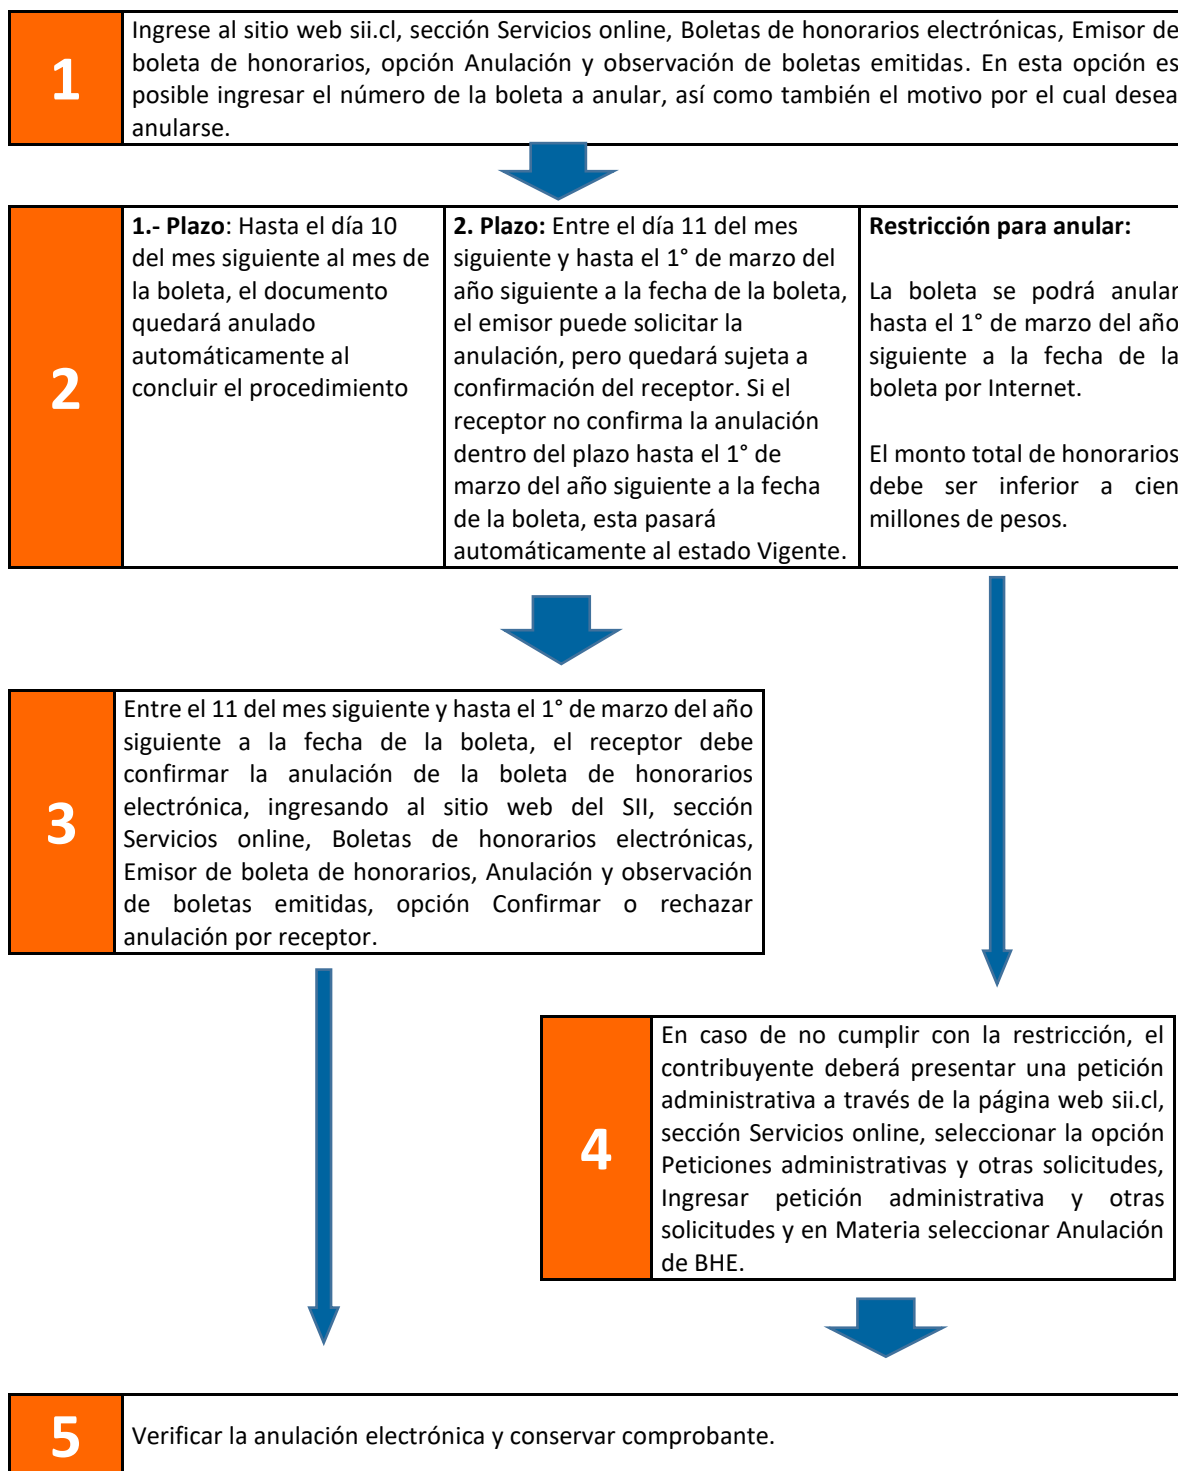 1
Ingrese al sitio web sii.cl, sección Servicios online, Boletas de honorarios electrónicas, Emisor de
boleta de honorarios, opción Anulación y observación de boletas emitidas. En esta opción es
posible ingresar el número de la boleta a anular, así como también el motivo por el cual desea
anularse.
2
1.- Plazo: Hasta el día 10
del mes siguiente al mes de
la boleta, el documento
quedará anulado
automáticamente al
concluir el procedimiento
2. Plazo: Entre el día 11 del mes
siguiente y hasta el 1° de marzo del
año siguiente a la fecha de la boleta,
el emisor puede solicitar la
anulación, pero quedará sujeta a
confirmación del receptor. Si el
receptor no confirma la anulación
dentro del plazo hasta el 1° de
marzo del año siguiente a la fecha
de la boleta, esta pasará
automáticamente al estado Vigente.
Restricción para anular:
La boleta se podrá anular
hasta el 1° de marzo del año
siguiente a la fecha de la
boleta por Internet.
El monto total de honorarios
debe ser inferior a cien
millones de pesos.
3
Entre el 11 del mes siguiente y hasta el 1° de marzo del año
siguiente a la fecha de la boleta, el receptor debe
confirmar la anulación de la boleta de honorarios
electrónica, ingresando al sitio web del SII, sección
Servicios online, Boletas de honorarios electrónicas,
Emisor de boleta de honorarios, Anulación y observación
de boletas emitidas, opción Confirmar o rechazar
anulación por receptor.
4
En caso de no cumplir con la restricción, el
contribuyente deberá presentar una petición
administrativa a través de la página web sii.cl,
sección Servicios online, seleccionar la opción
Peticiones administrativas y otras solicitudes,
Ingresar petición administrativa y otras
solicitudes y en Materia seleccionar Anulación
de BHE.
5
Verificar la anulación electrónica y conservar comprobante.